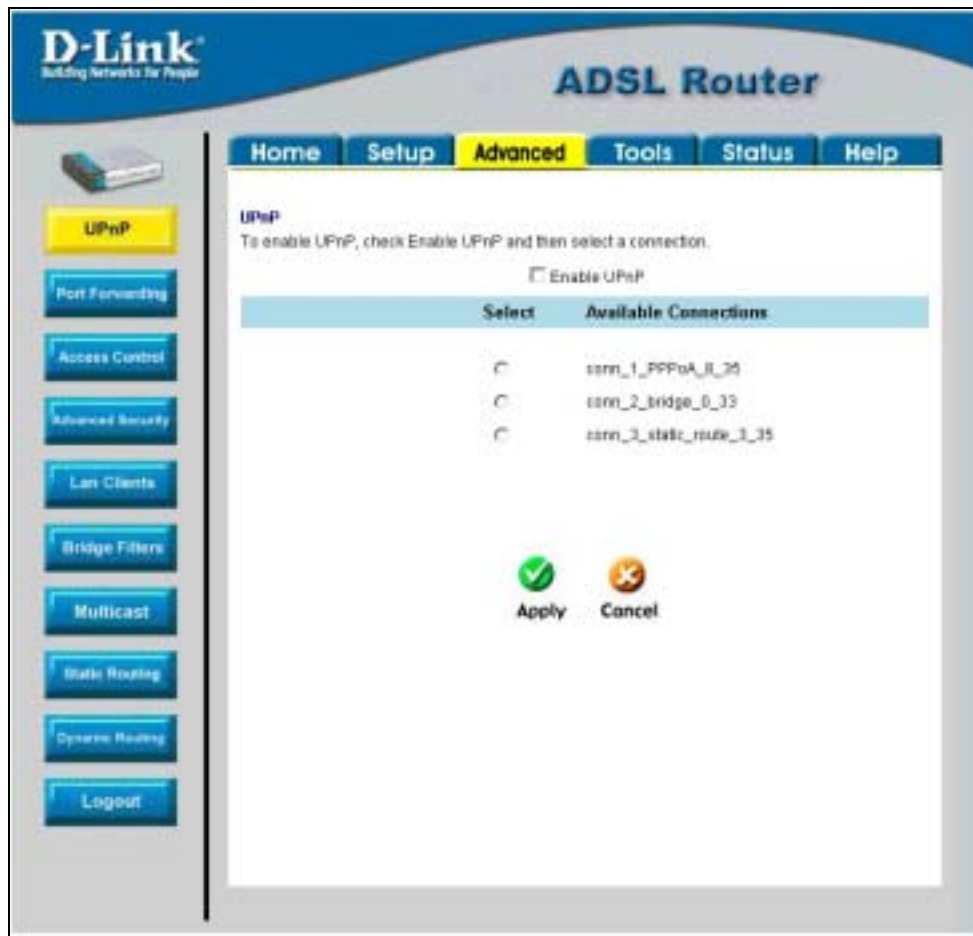 D-Link
Building Networks for People
ADSL Router
Home Setup Advanced Tools Status Help
UPnP
Port Forwarding
Access Control
Advanced Security
Lan Clients
Bridge Filters
Multicast
Static Routing
Dynamic Routing
Logout
UPnP
To enable UPnP, check Enable UPnP and then select a connection.
Enable UPnP
Select Available Connections
conn_1_PPPoA_8_35
conn_2_bridge_0_33
conn_3_static_route_3_35
Apply Cancel